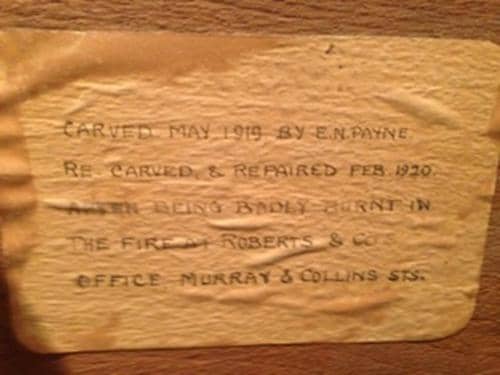 CARVED MAY 1919 BY E.N.PAYNE
RE. CARVED, & REPAIRED FEB. 1920.
AFTER BEING BADLY BURNT IN
THE FIRE AT ROBERTS & COS
OFFICE, MURRAY & COLLINS STS.